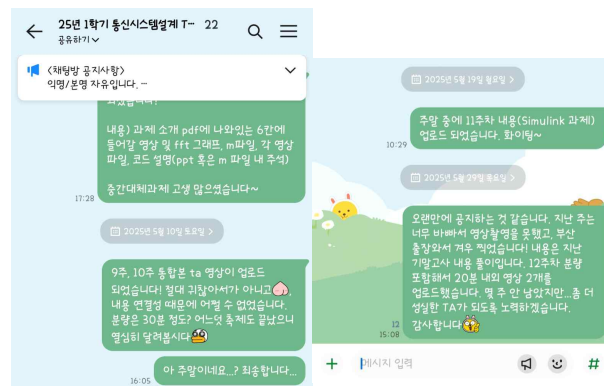 25년 1학기 통신시스템설계 T… 22
공유하기
〈채팅방 공지사항〉
익명/본명 자유입니다. …
되었습니다!
내용) 과제 소개 pdf에 나와있는 6칸에
들어갈 영상 및 fft 그래프, m파일, 각 영상
파일, 코드 설명(ppt 혹은 m 파일 내 주석)
중간대체과제 고생 많으셨습니다~
17:28
2025년 5월 10일 토요일 >
9주, 10주 통합본 ta 영상이 업로드
되었습니다! 절대 귀찮아서가 아니고
내용 연결성 때문에 어쩔 수 없었습니다.
분량은 30분 정도? 어느덧 축제도 끝났으니
열심히 달려봅시다
아 주말이네요...? 죄송합니다...
16:05
2025년 5월 19일 월요일 >
주말 중에 11주차 내용(Simulink 과제)
업로드 되었습니다. 화이팅~
10:29
2025년 5월 29일 목요일 >
오랜만에 공지하는 것 같습니다. 지난 주는
너무 바빠서 영상촬영을 못했고, 부산
출장와서 겨우 찍었습니다! 내용은 지난
기말고사 내용 풀이입니다. 12주차 분량
포함해서 20분 내외 영상 2개를
업로드했습니다. 몇 주 안 남았지만...좀 더
성실한 TA가 되도록 노력하겠습니다.
감사합니다
12
15:08
메시지 입력